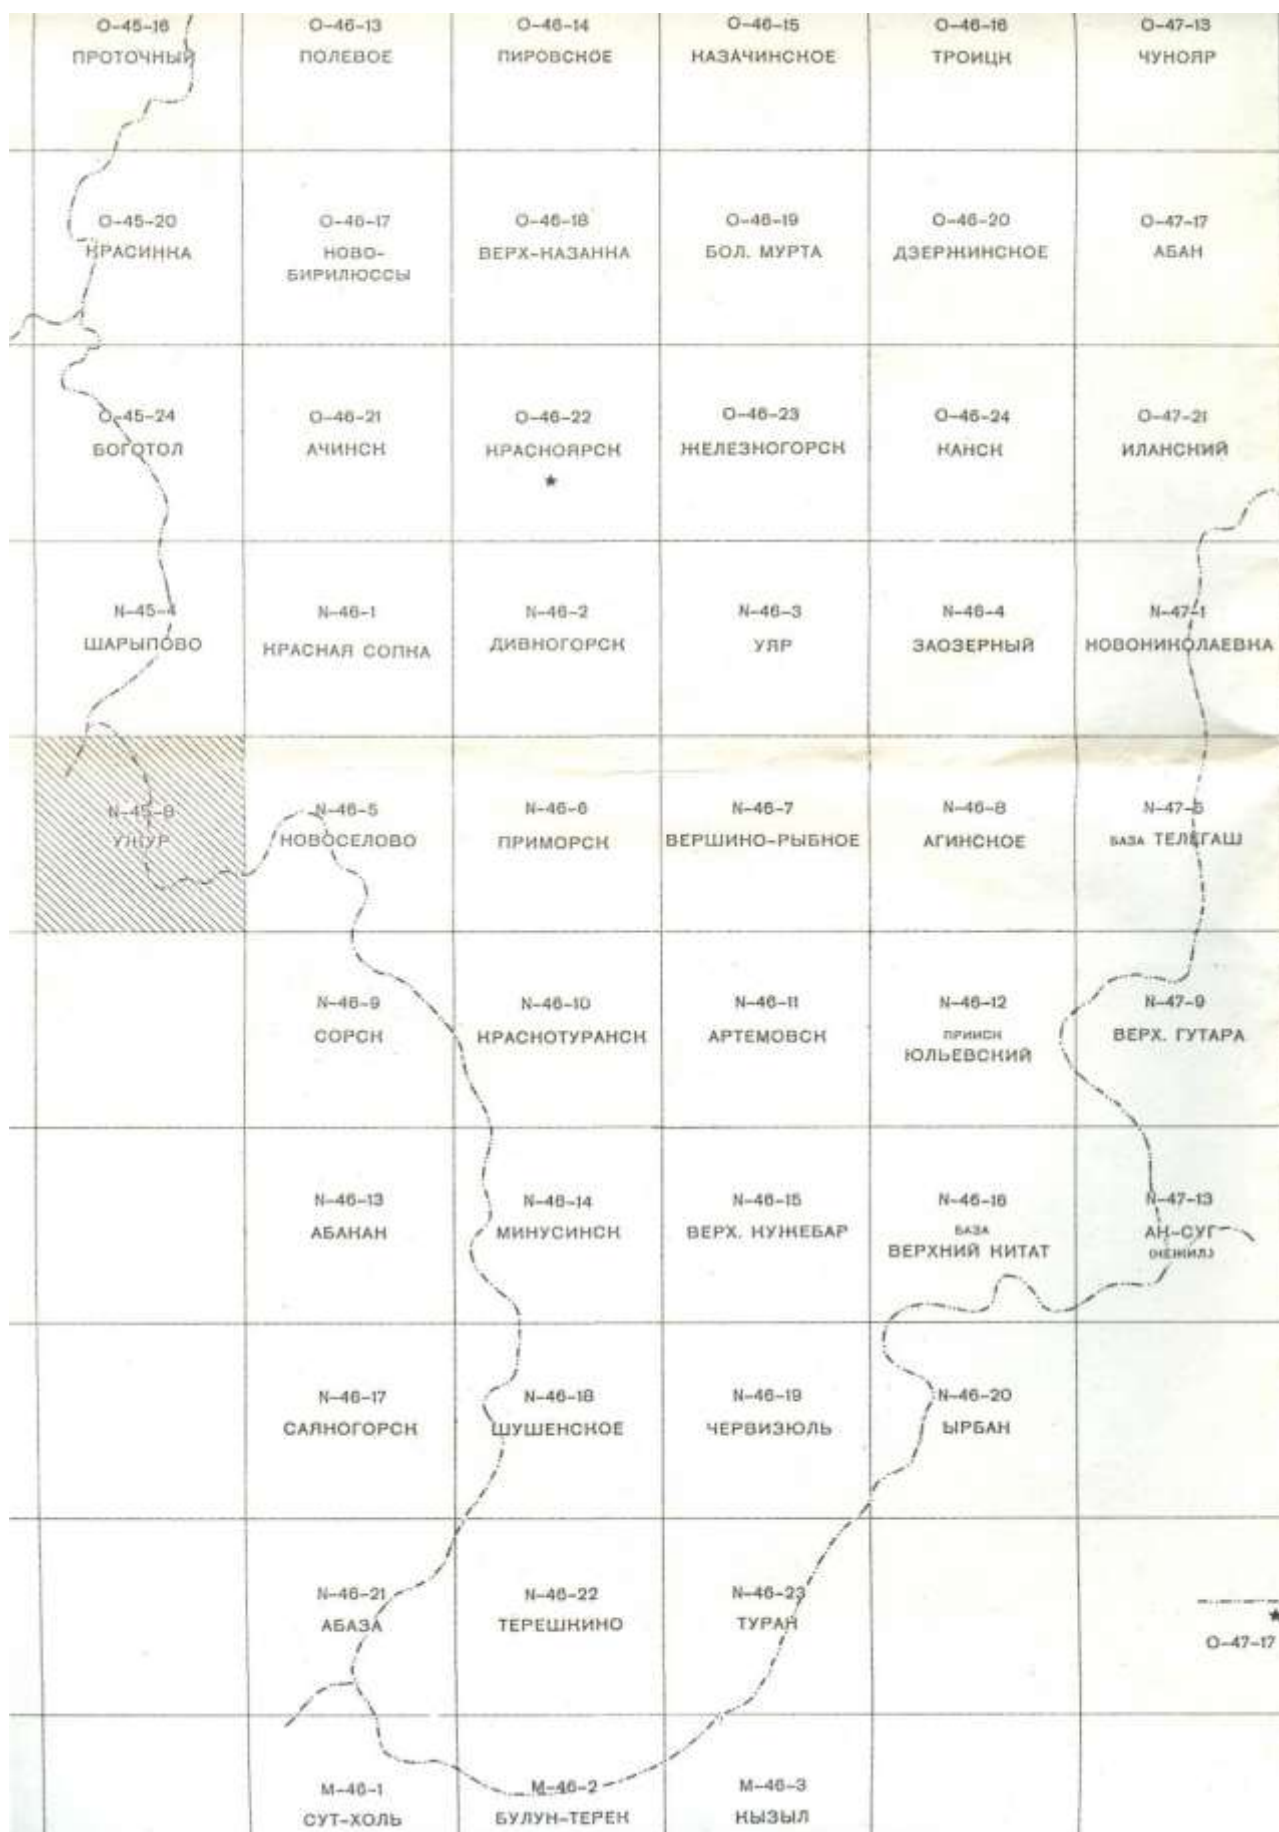 O-45-16 O-46-13 O-46-14 O-46-15 O-46-16 O-47-13
ПРОТОЧНЫЙ ПОЛЕВОЕ ПИРОВСКОЕ КАЗАЧИНСКОЕ ТРОИЦК ЧУНОЯР
O-45-20 O-46-17 O-46-18 O-46-19 O-46-20 O-47-17
КРАСИНКА НОВО- ВЕРХ-КАЗАНКА БОЛ. МУРТА ДЗЕРЖИНСКОЕ АБАН
БИРИЛЮССЫ
O-45-24 O-46-21 O-46-22 O-46-23 O-46-24 O-47-21
БОГОТОЛ АЧИНСК КРАСНОЯРСК ЖЕЛЕЗНОГОРСК КАНСК ИЛАНСКИЙ
N-45-4 N-46-1 N-46-2 N-46-3 N-46-4 N-47-1
ШАРЫПОВО КРАСНАЯ СОПКА ДИВНОГОРСК УЯР ЗАОЗЕРНЫЙ НОВОНИКОЛАЕВКА
N-45-8 N-46-5 N-46-6 N-46-7 N-46-8 N-47-5
УЖУР НОВОСЕЛОВО ПРИМОРСК ВЕРШИНО-РЫБНОЕ АГИНСКОЕ БАЗА ТЕЛЕГАШ
N-46-9 N-46-10 N-46-11 N-46-12 N-47-9
СОРСК КРАСНОТУРАНСК АРТЕМОВСК ПРИИСК ВЕРХ. ГУТАРА
ЮЛЬЕВСКИЙ
N-46-13 N-46-14 N-46-15 N-46-16 N-47-13
АБАКАН МИНУСИНСК ВЕРХ. КУЖЕБАР БАЗА АК-СУГ
ВЕРХНИЙ КИТАТ (НЕЖИЛ.)
N-46-17 N-46-18 N-46-19 N-46-20
САЯНОГОРСК ШУШЕНСКОЕ ЧЕРВИЗЮЛЬ ЫРБАН
N-46-21 N-46-22 N-46-23
АБАЗА ТЕРЕШКИНО ТУРАН
O-47-17
M-46-1 M-46-2 M-46-3
СУТ-ХОЛЬ БУЛУН-ТЕРЕК КЫЗЫЛ